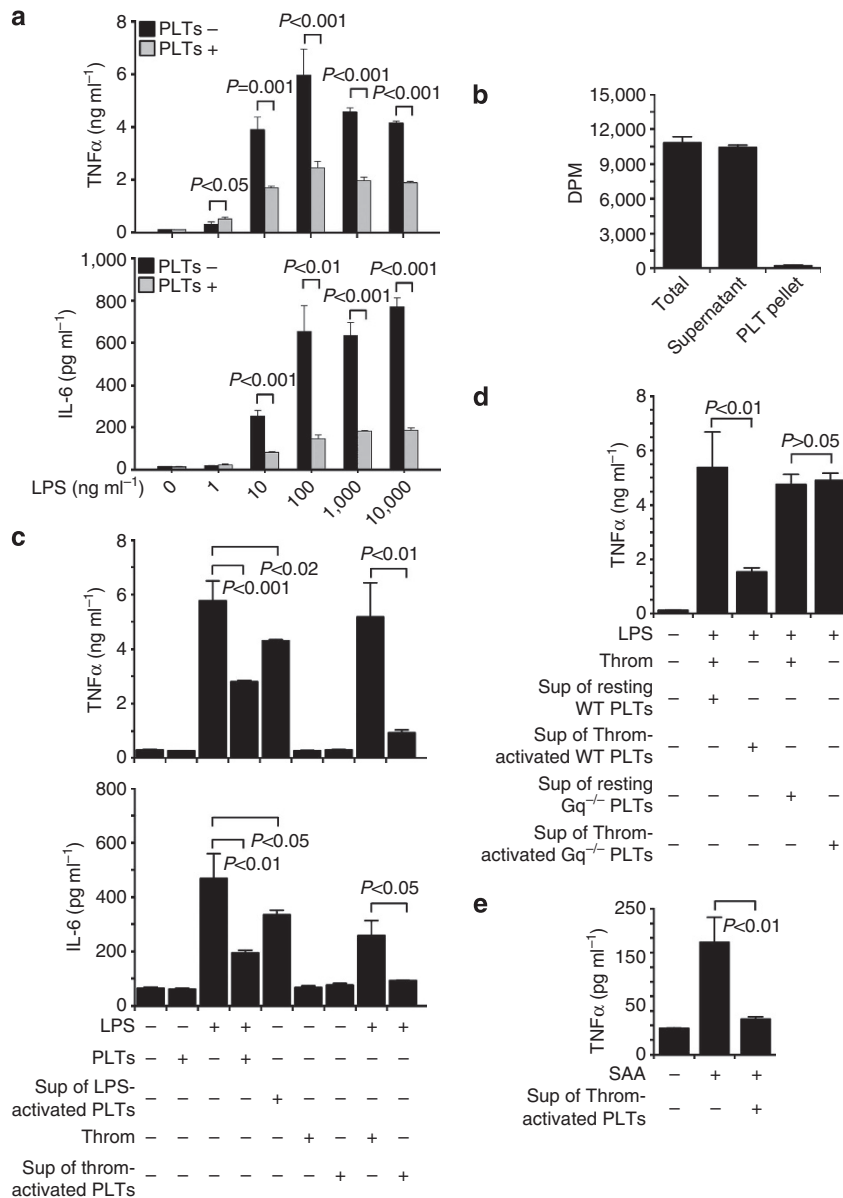 a
PLTs –
PLTs +
8
6
4
2
0
TNFα (ng ml⁻¹)
P<0.05
P=0.001
P<0.001
P<0.001
P<0.001
PLTs –
PLTs +
1,000
800
600
400
200
0
IL-6 (pg ml⁻¹)
P<0.001
P<0.01
P<0.001
P<0.001
LPS (ng ml⁻¹)
0
1
10
100
1,000
10,000
b
15,000
12,000
9,000
6,000
3,000
0
DPM
Total
Supernatant
PLT pellet
c
8
6
4
2
0
TNFα (ng ml⁻¹)
P<0.02
P<0.001
P<0.01
800
600
400
200
0
IL-6 (pg ml⁻¹)
P<0.05
P<0.01
P<0.05
LPS – – + + – – – + +
PLTs – + – + – – – – –
Sup of LPS-
activated PLTs – – – – + – – – –
Throm – – – – – + – + –
Sup of throm-
activated PLTs – – – – – – + – +
d
8
6
4
2
0
TNFα (ng ml⁻¹)
P<0.01
P>0.05
LPS – + + + +
Throm – + – + –
Sup of resting
WT PLTs – + – – –
Sup of Throm-
activated WT PLTs – – + – –
Sup of resting
Gq⁻/⁻ PLTs – – – + –
Sup of Throm-
activated Gq⁻/⁻ PLTs – – – – +
e
250
150
50
0
TNFα (pg ml⁻¹)
P<0.01
SAA – + +
Sup of Throm-
activated PLTs – – +